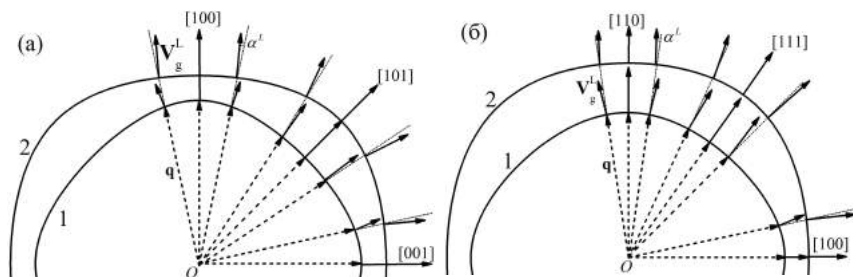 (а)
[100]
V_g^L
α^L
[101]
2
1
q
O
[001]
(б)
[110]
α^L
[111]
V_g^L
2
1
q
O
[100]